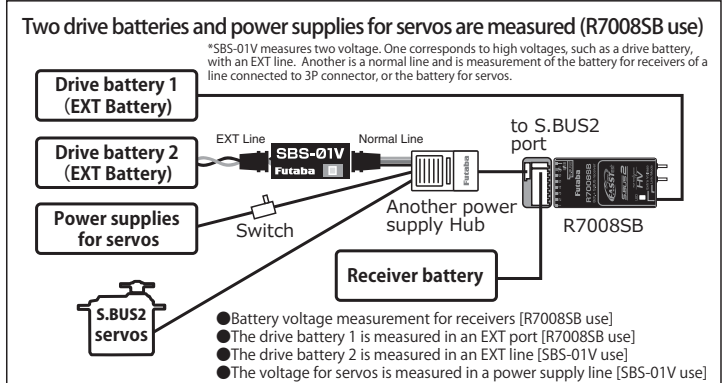 Two drive batteries and power supplies for servos are measured (R7008SB use)
*SBS-01V measures two voltage. One corresponds to high voltages, such as a drive battery,
with an EXT line. Another is a normal line and is measurement of the battery for receivers of a
line connected to 3P connector, or the battery for servos.
Drive battery 1
(EXT Battery)
Drive battery 2
(EXT Battery)
EXT Line
SBS-01V
Futaba
Normal Line
Futaba
to S.BUS2
port
Futaba
R7008SB
FASSTest
S.BUS2
HV
R7008SB
Another power
supply Hub
Power supplies
for servos
Switch
Receiver battery
S.BUS2
servos
●Battery voltage measurement for receivers [R7008SB use]
●The drive battery 1 is measured in an EXT port [R7008SB use]
●The drive battery 2 is measured in an EXT line [SBS-01V use]
●The voltage for servos is measured in a power supply line [SBS-01V use]